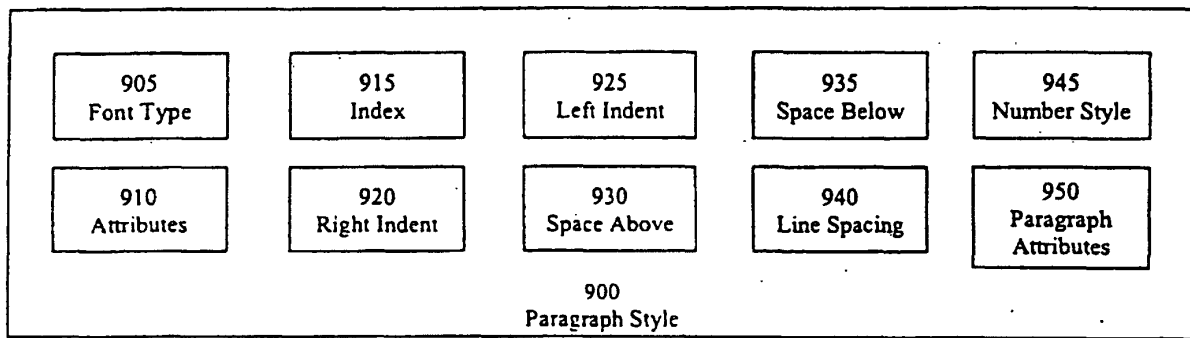 905
Font Type
915
Index
925
Left Indent
935
Space Below
945
Number Style
910
Attributes
920
Right Indent
930
Space Above
940
Line Spacing
950
Paragraph
Attributes
900
Paragraph Style